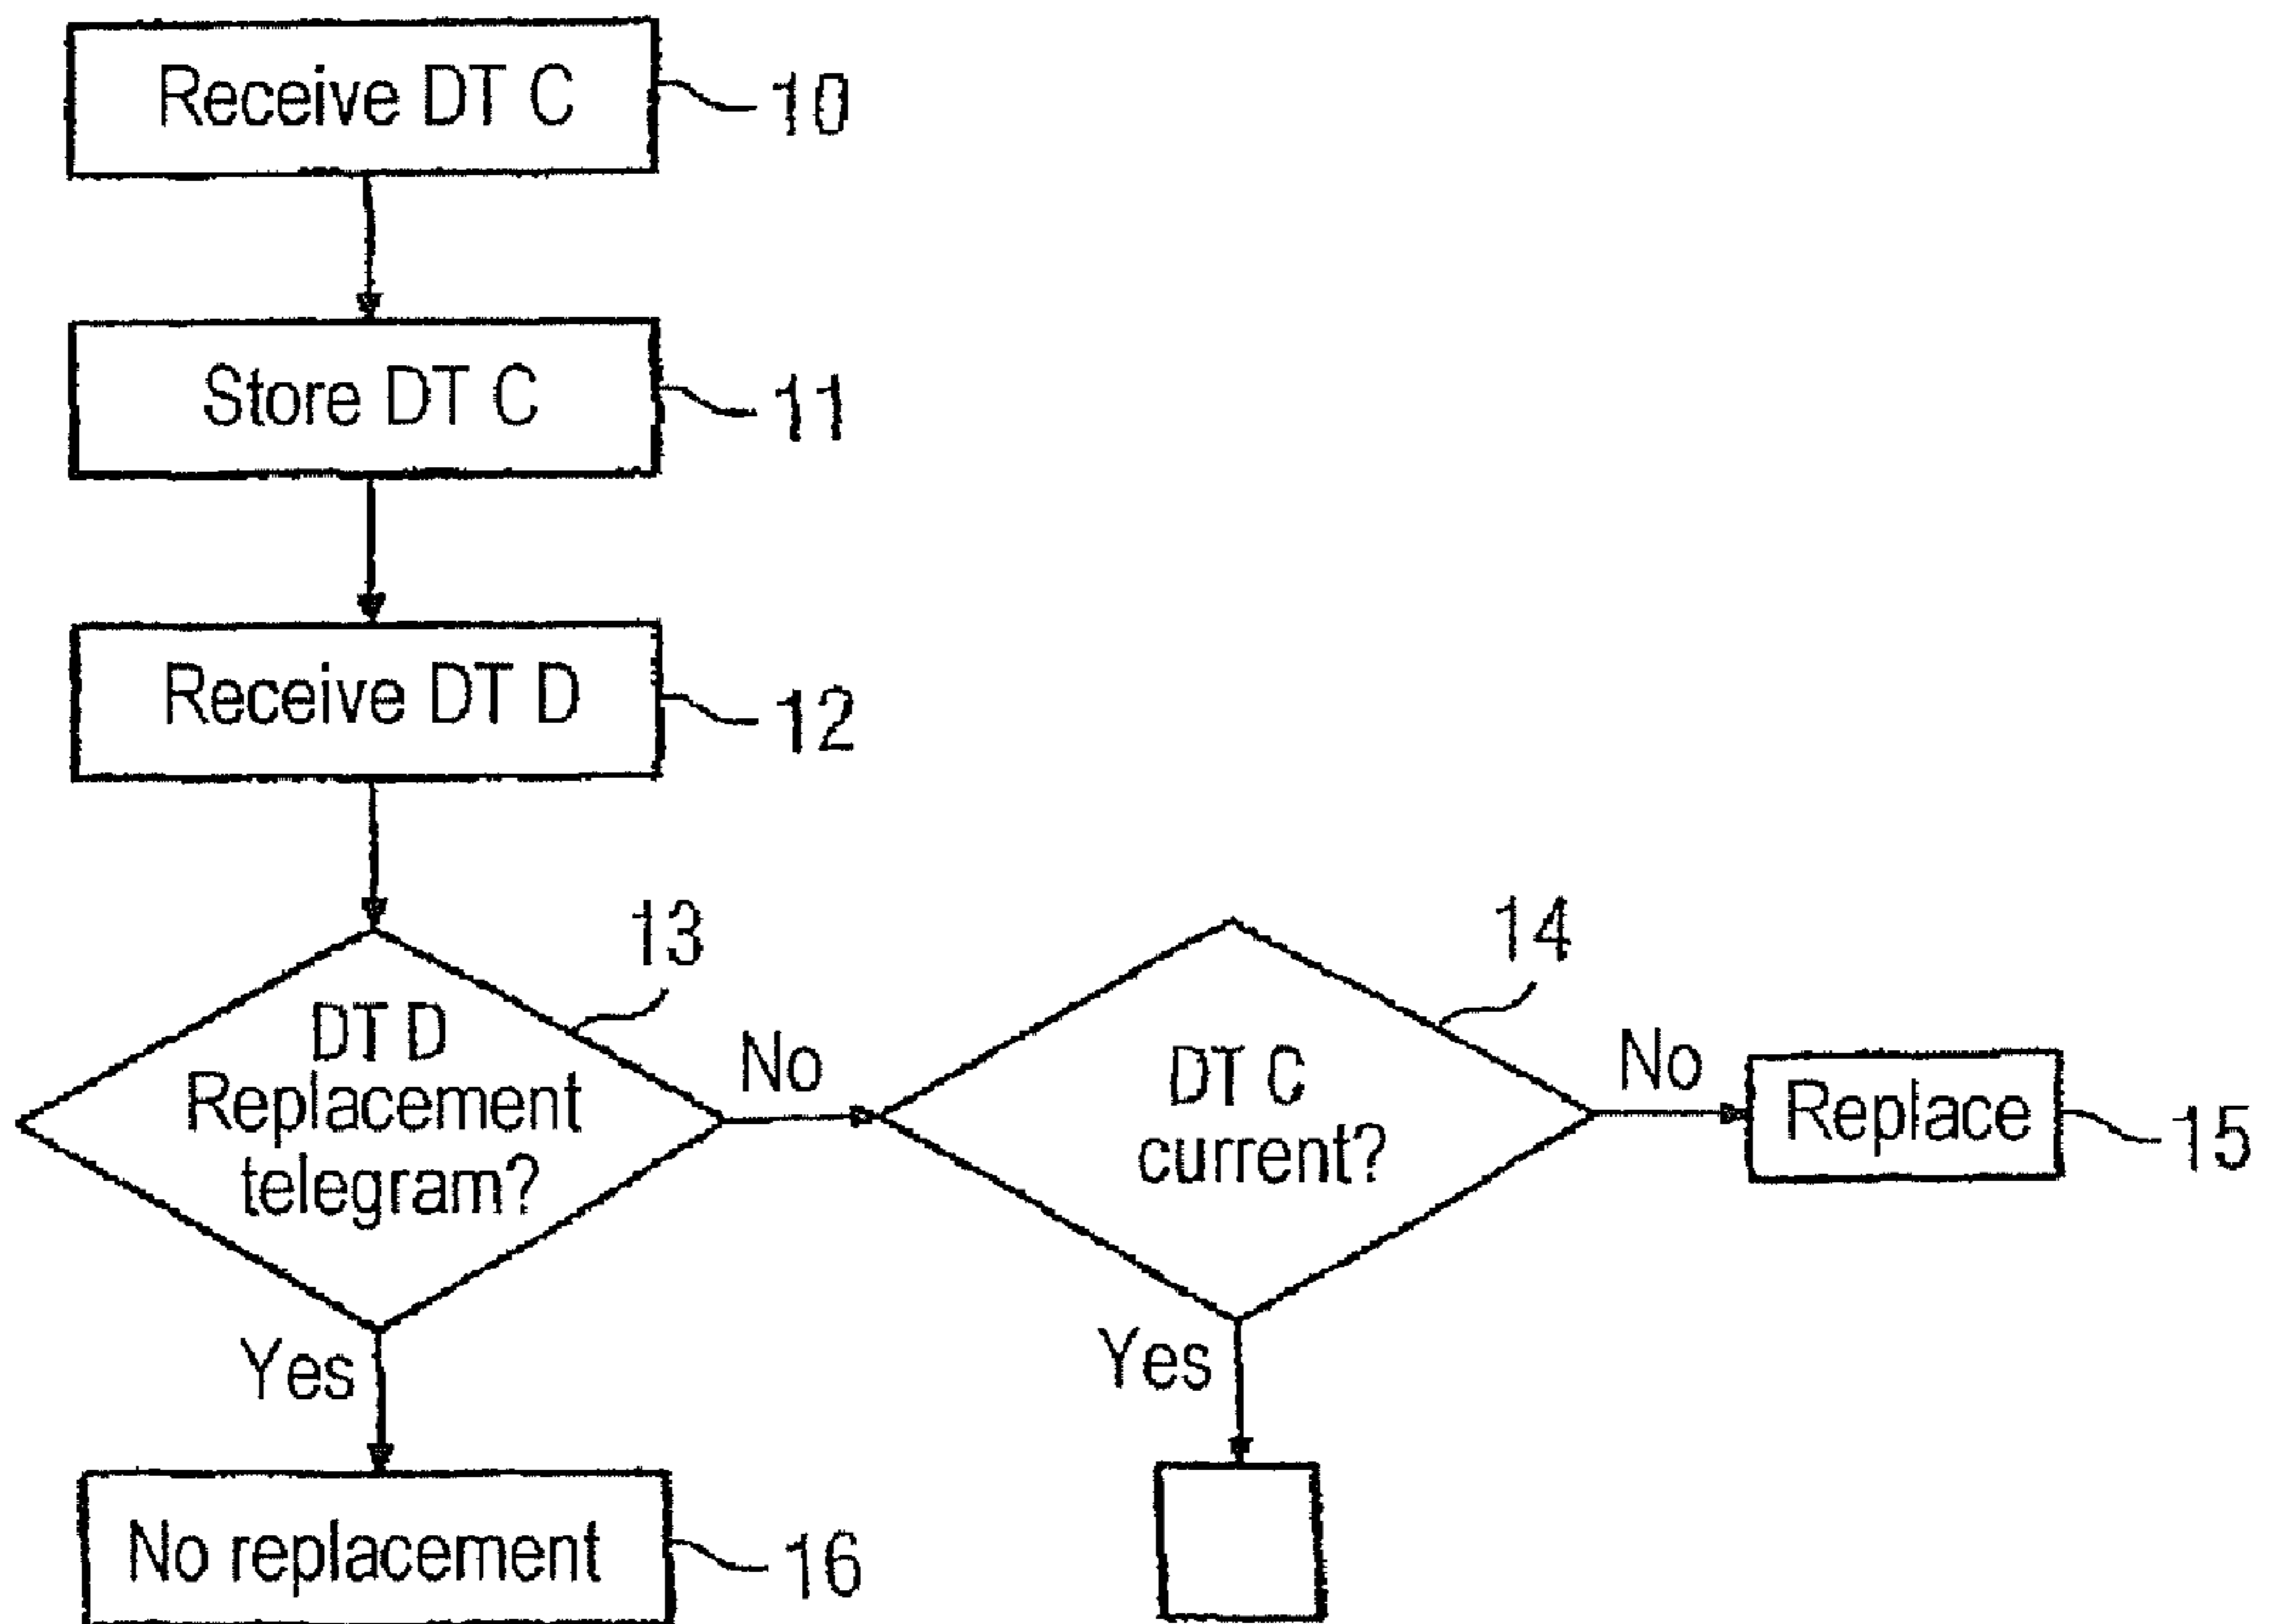 Receive DT C
10
Store DT C
11
Receive DT D
12
13
DT D
Replacement
telegram?
No
14
DT C
current?
No
Replace
15
Yes
No replacement
16
Yes